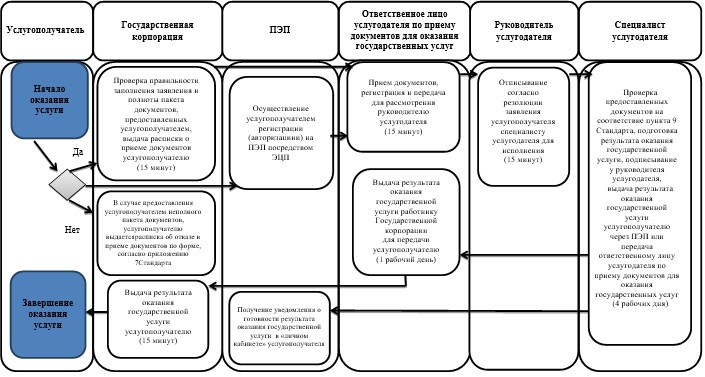 Услугополучатель
Государственная
корпорация
ПЭП
Ответственное лицо
услугодателя по приему
документов для оказания
государственных услуг
Руководитель
услугодателя
Специалист
услугодателя
Начало
оказания
услуги
Да
Нет
Завершение
оказания
услуги
Проверка правильности
заполнения заявления и
полноты пакета
документов,
предоставленных
услугополучателем,
выдача расписки о
приеме документов
услугополучателю
(15 минут)
В случае предоставления
услугополучателем неполного
пакета документов,
услугополучателю
выдаетсярасписка об отказе в
приеме документов по форме,
согласно приложению
7Стандарта
Выдача результата
оказания
государственной
услуги
услугополучателю
(15 минут)
Осуществление
услугополучателем
регистрации
(авторизации) на
ПЭП посредством
ЭЦП
Получение уведомления о
готовности результата
оказания государственной
услуги в «личном
кабинете» услугополучателя
Прием документов,
регистрация и передача
для рассмотрения
руководителю
услугодателя
(15 минут)
Выдача результата
оказания
государственной
услуги работнику
Государственной
корпорации
для передачи
услугополучателю
(1 рабочий день)
Отписывание
согласно
резолюции
заявления
услугополучателя
специалисту
услугодателя для
исполнения
(15 минут)
Проверка
предоставленных
документов на
соответствие пункта 9
Стандарта, подготовка
результата оказания
государственной
услуги, подписывание
у руководителя
услугодателя,
выдача результата
оказания
государственной
услуги
услугополучателю
через ПЭП или
передача
ответственному лицу
услугодателя по
приему документов для
оказания
государственных услуг
(4 рабочих дня)